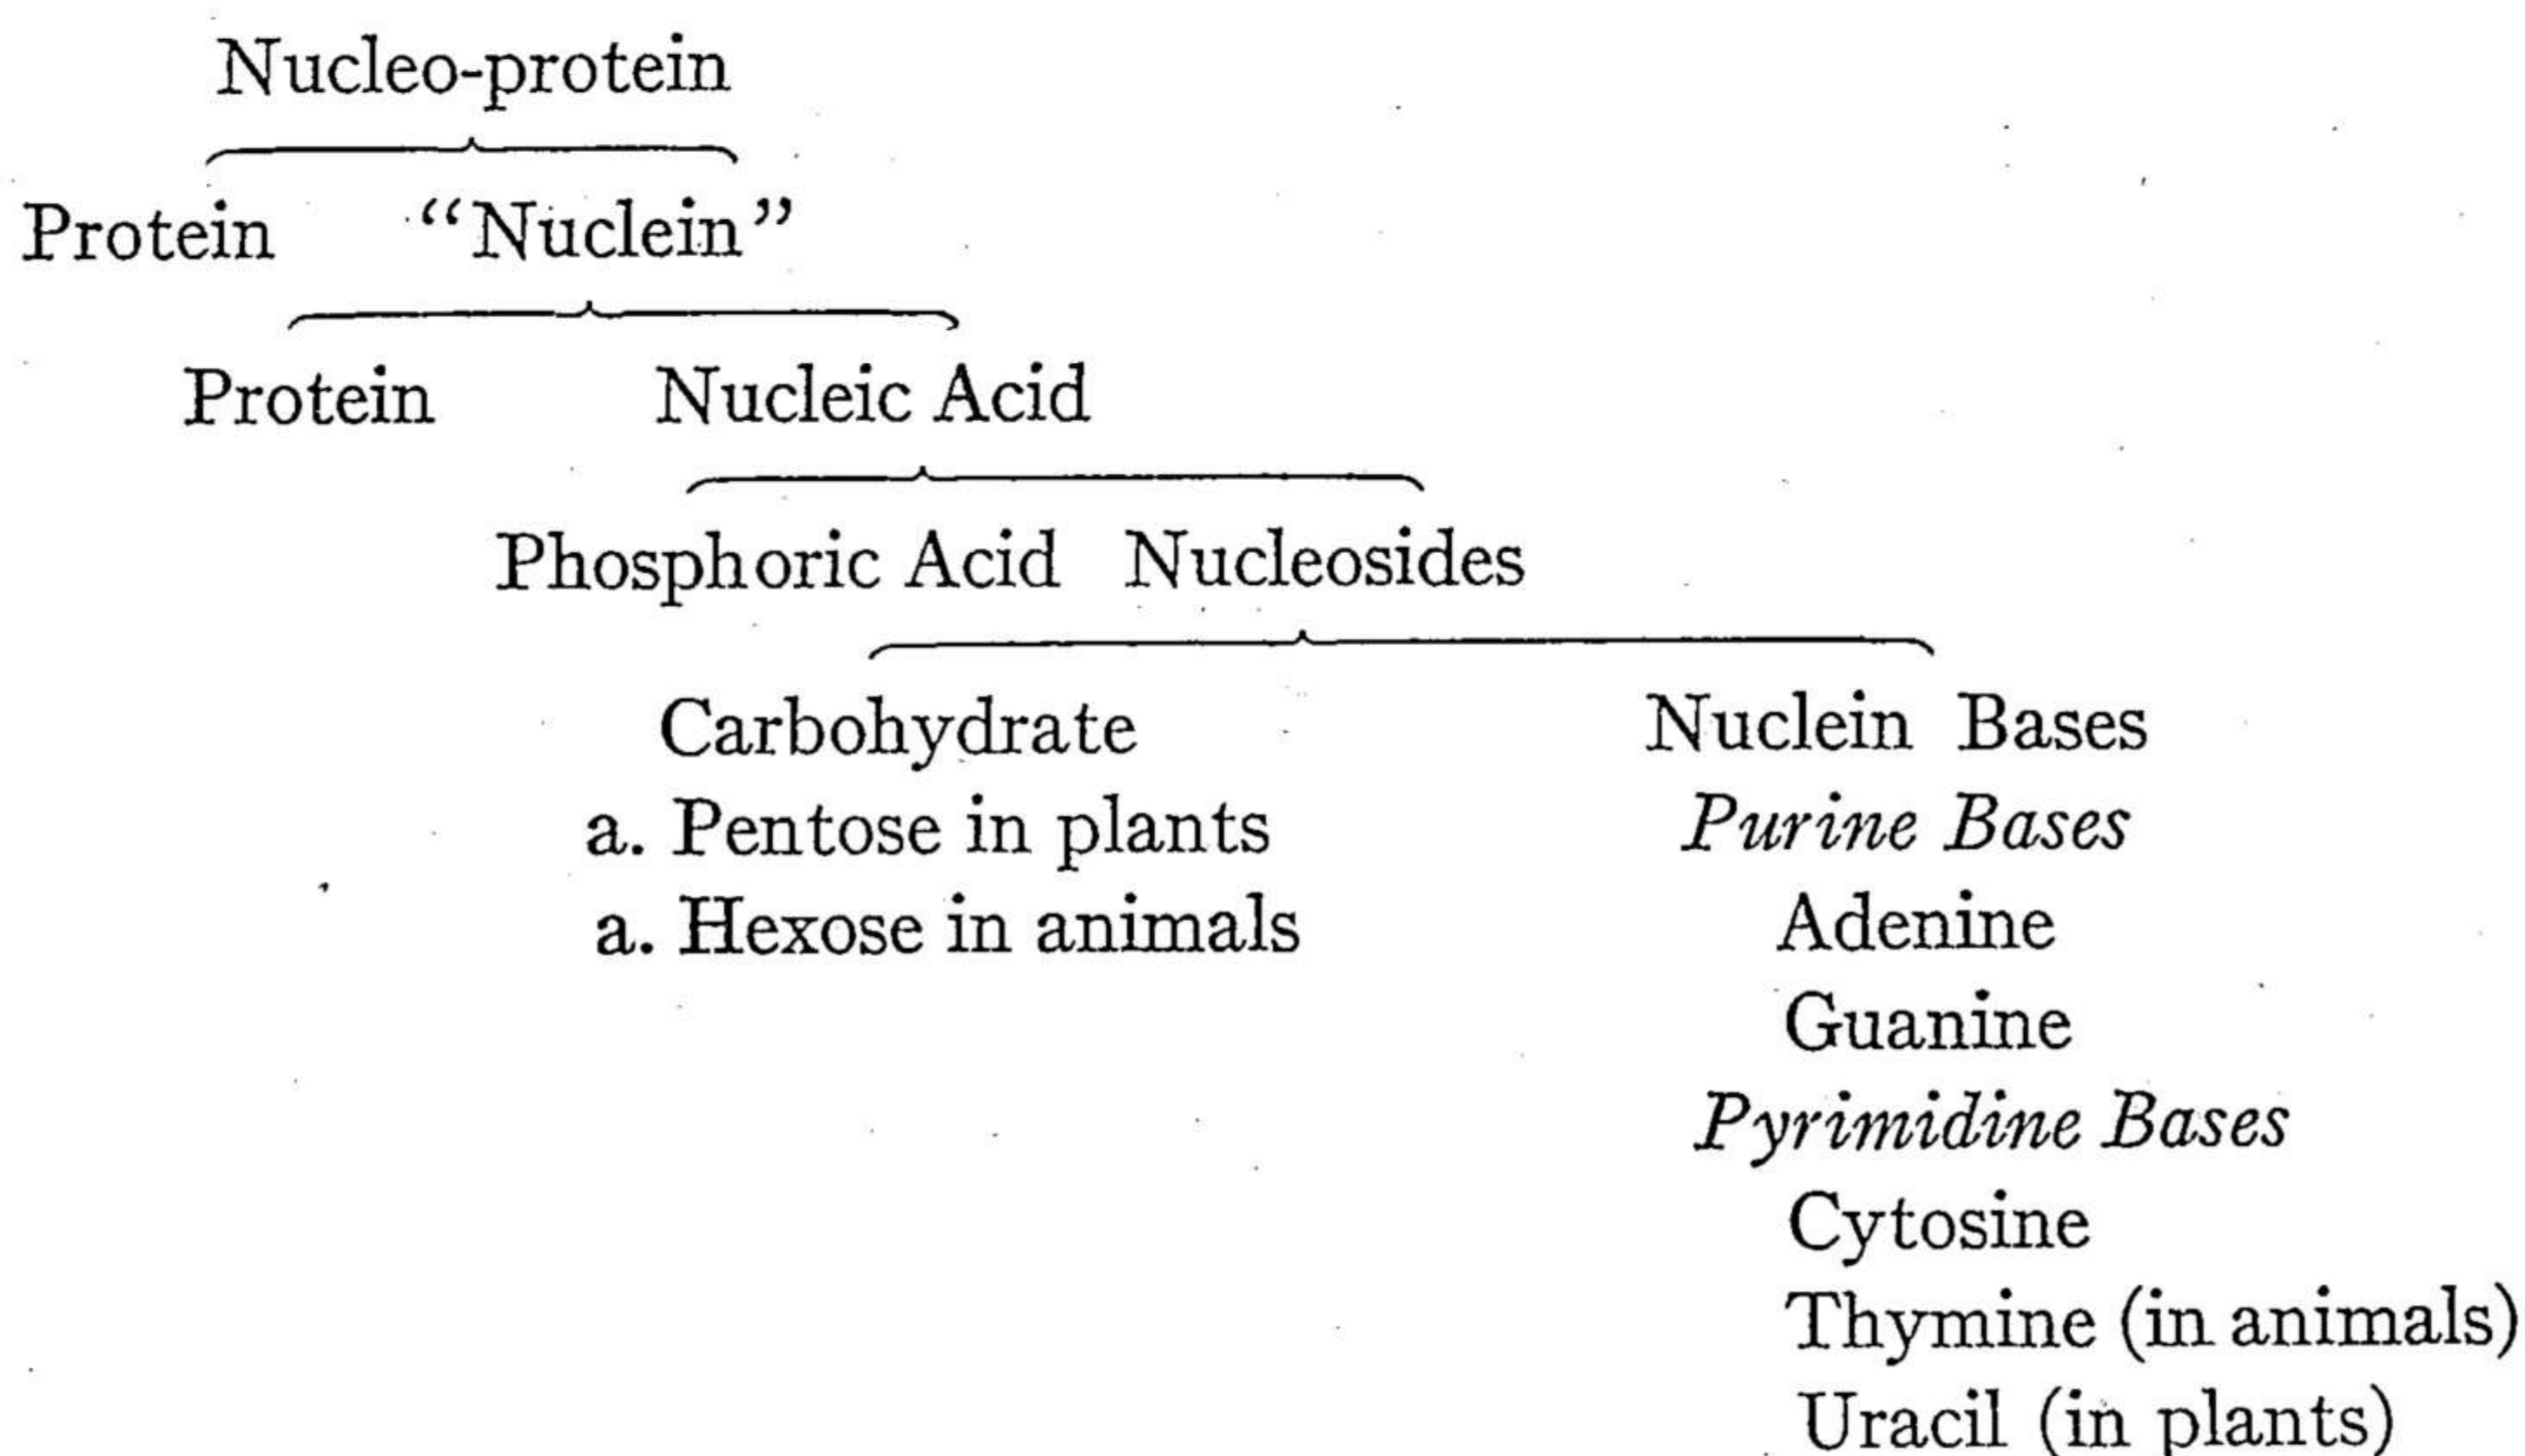 Nucleo-protein
Protein “Nuclein”
Protein Nucleic Acid
Phosphoric Acid Nucleosides
Carbohydrate Nuclein Bases
a. Pentose in plants Purine Bases
a. Hexose in animals Adenine
Guanine
Pyrimidine Bases
Cytosine
Thymine (in animals)
Uracil (in plants)